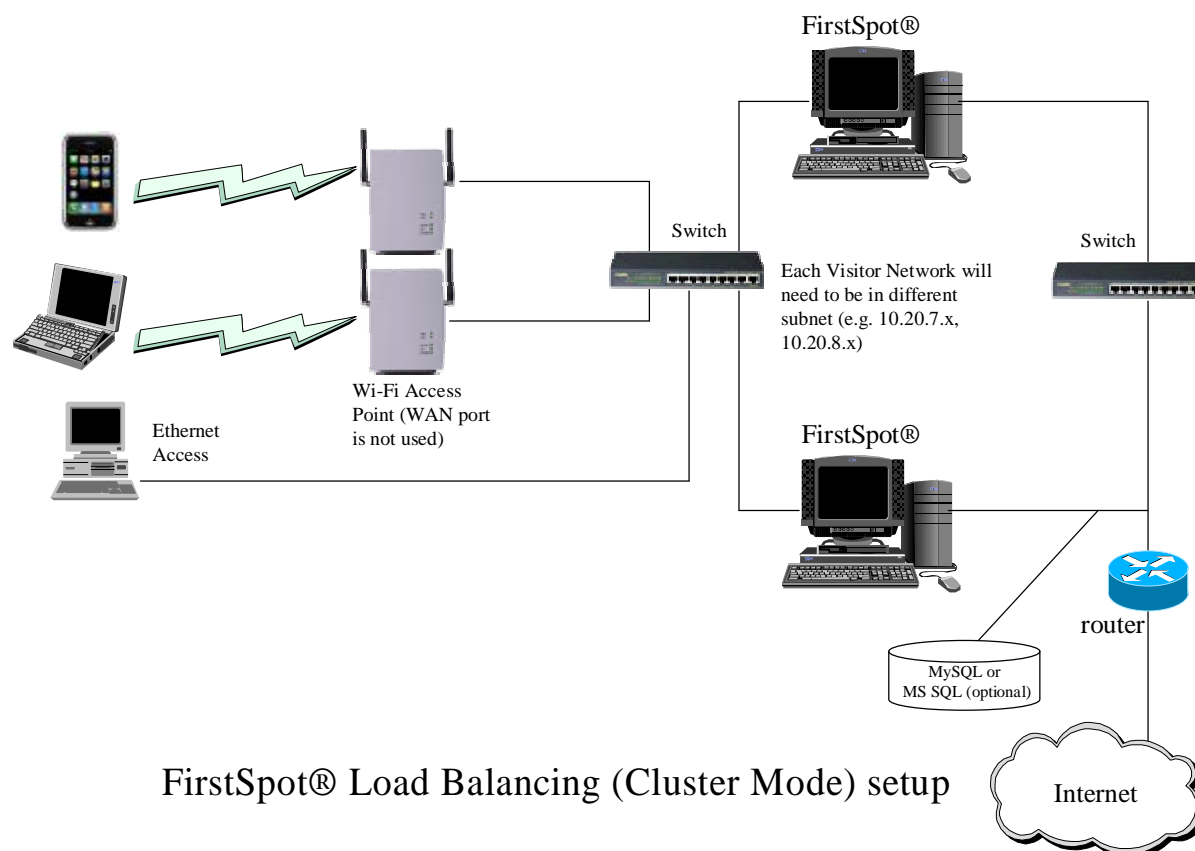 FirstSpot®
Switch
Switch
Each Visitor Network will
need to be in different
subnet (e.g. 10.20.7.x,
10.20.8.x)
Wi-Fi Access
Point (WAN port
is not used)
Ethernet
Access
FirstSpot®
router
MySQL or
MS SQL (optional)
FirstSpot® Load Balancing (Cluster Mode) setup
Internet